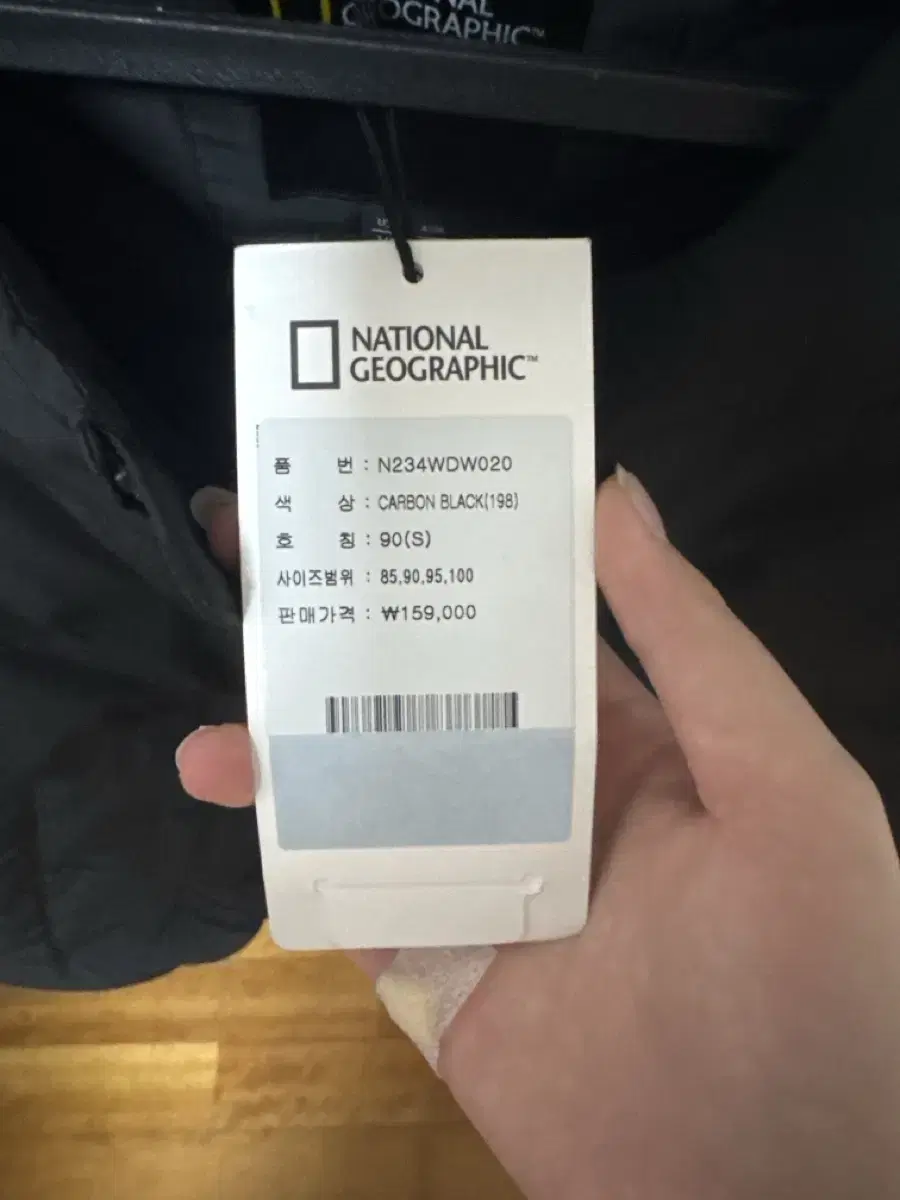 GEOGRAPHIC™
NATIONAL
GEOGRAPHIC™
품 번 : N234WDW020
색 상 : CARBON BLACK(198)
호 칭 : 90(S)
사이즈범위 : 85,90,95,100
판매가격 : ₩159,000